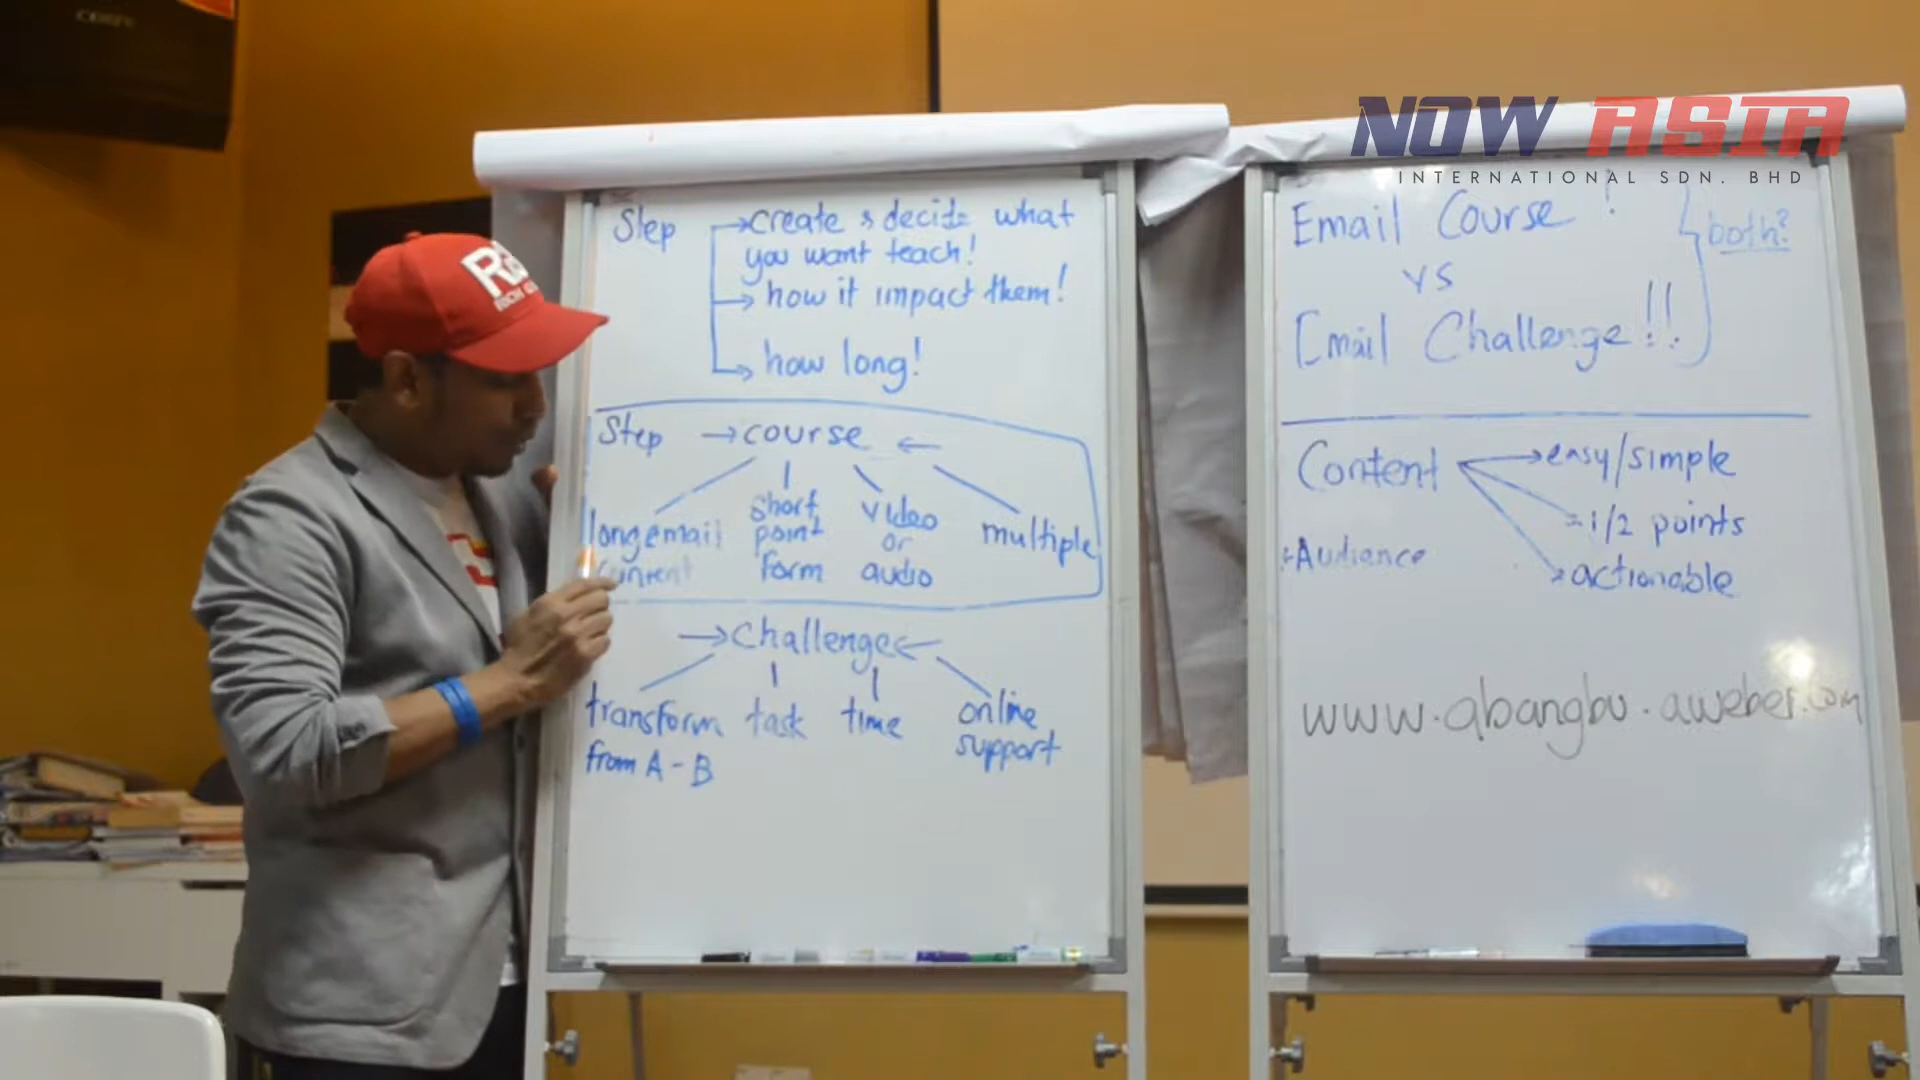 NOW ASIA
INTERNATIONAL SDN. BHD
Step
create & decide what
you want teach!
how it impact them!
how long!
Step
course
long email
content
short
point
form
video
or
audio
multiple
challenge
transform
from A - B
task
time
online
support
Email Course !
vs
Email Challenge!!
both?
Content
easy/simple
1/2 points
actionable
Audience
www.abangbu.aweber.com